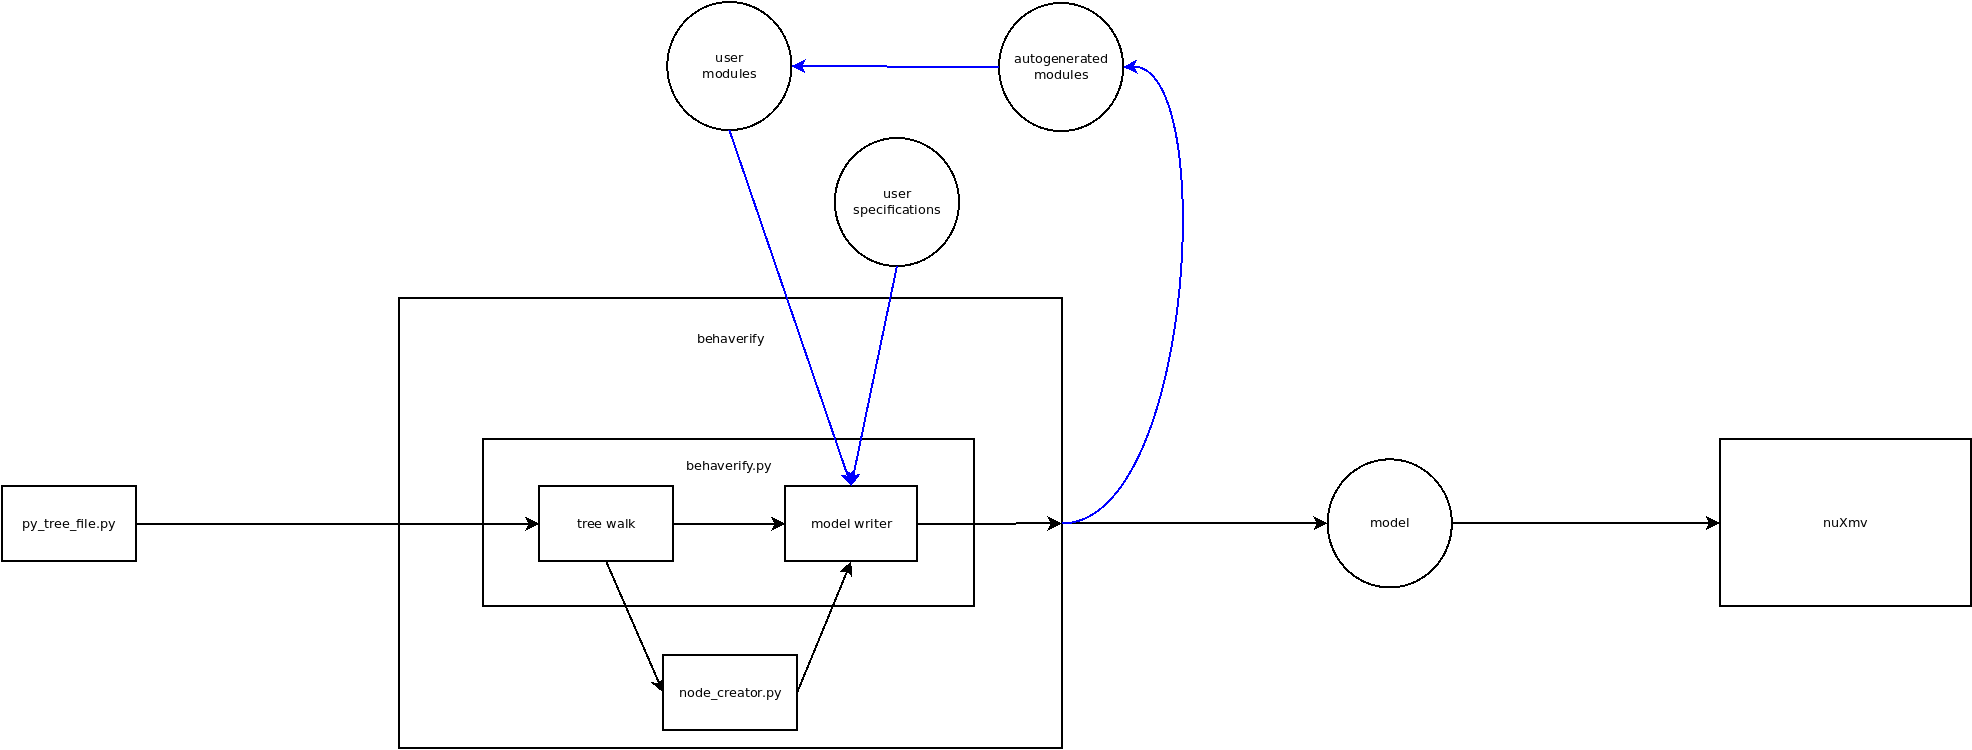 user
modules
autogenerated
modules
user
specifications
behaverify
behaverify.py
py_tree_file.py
tree walk
model writer
model
nuXmv
node_creator.py